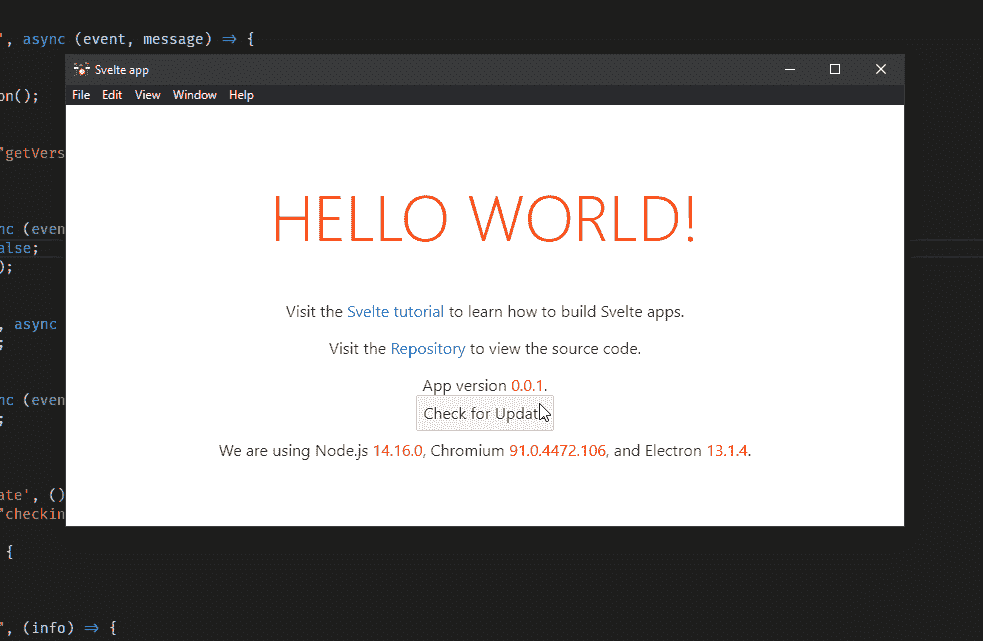 ', async (event, message) => {
Svelte app
File Edit View Window Help
on();
HELLO WORLD!
"getVers
nc (even
alse;
);
Visit the Svelte tutorial to learn how to build Svelte apps.
, async
;
Visit the Repository to view the source code.
App version 0.0.1.
nc (even
Check for Updat
;
We are using Node.js 14.16.0, Chromium 91.0.4472.106, and Electron 13.1.4.
ate', ()
"checkin
{
", (info) => {